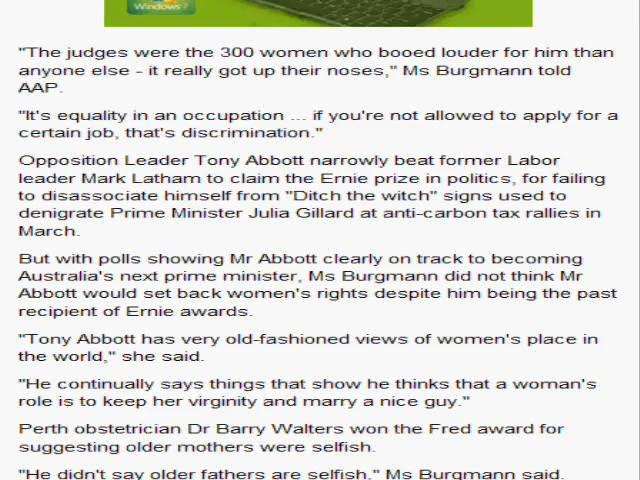 Windows 7
"The judges were the 300 women who booed louder for him than
anyone else - it really got up their noses," Ms Burgmann told
AAP.
"It's equality in an occupation ... if you're not allowed to apply for a
certain job, that's discrimination."
Opposition Leader Tony Abbott narrowly beat former Labor
leader Mark Latham to claim the Ernie prize in politics, for failing
to disassociate himself from "Ditch the witch" signs used to
denigrate Prime Minister Julia Gillard at anti-carbon tax rallies in
March.
But with polls showing Mr Abbott clearly on track to becoming
Australia's next prime minister, Ms Burgmann did not think Mr
Abbott would set back women's rights despite him being the past
recipient of Ernie awards.
"Tony Abbott has very old-fashioned views of women's place in
the world," she said.
"He continually says things that show he thinks that a woman's
role is to keep her virginity and marry a nice guy."
Perth obstetrician Dr Barry Walters won the Fred award for
suggesting older mothers were selfish.
"He didn't say older fathers are selfish," Ms Burgmann said.